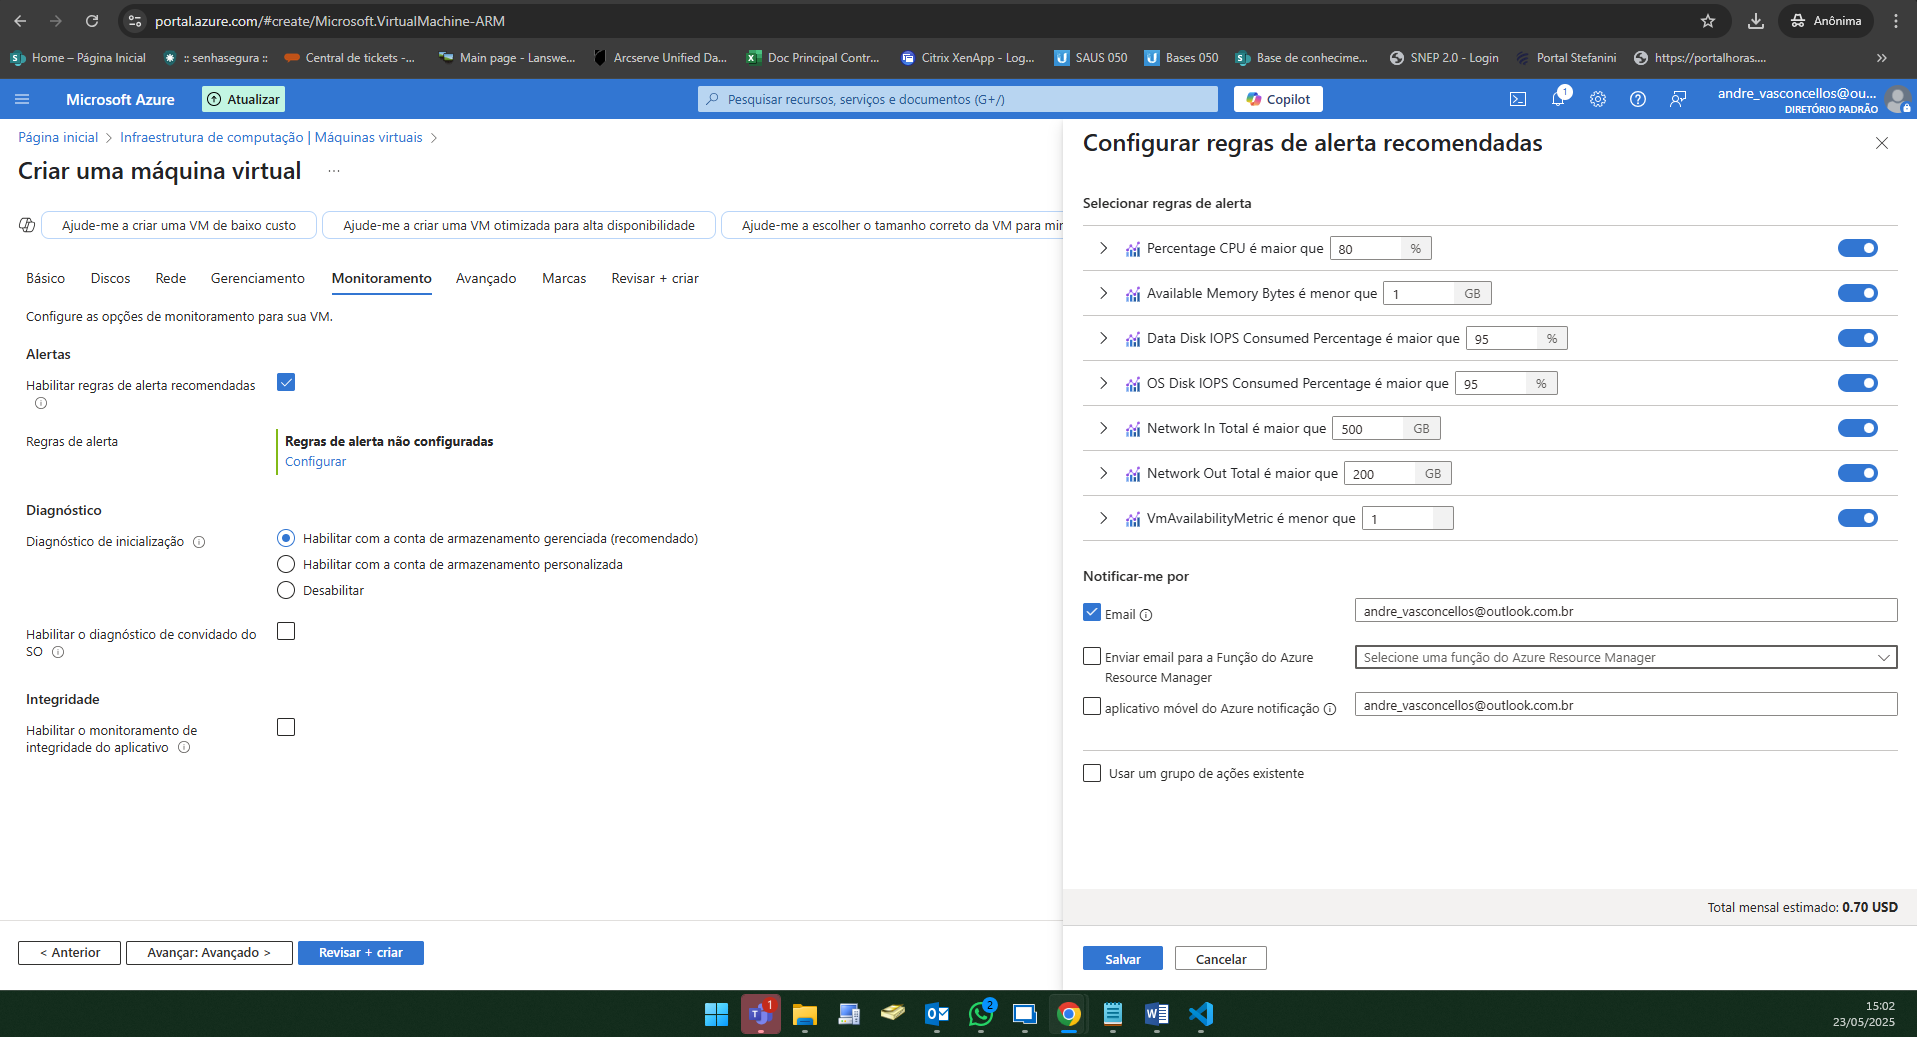 portal.azure.com/#create/Microsoft.VirtualMachine-ARM
Anônima
Home – Página Inicial
:: senhasegura ::
Central de tickets -...
Main page - Lanswe...
Arcserve Unified Da...
Doc Principal Contr...
Citrix XenApp - Log...
SAUS 050
Bases 050
Base de conhecime...
SNEP 2.0 - Login
Portal Stefanini
https://portalhoras....
Microsoft Azure
Atualizar
Pesquisar recursos, serviços e documentos (G+/)
Copilot
1
andre_vasconcellos@ou...
DIRETÓRIO PADRÃO
Página inicial > Infraestrutura de computação | Máquinas virtuais >
Criar uma máquina virtual ...
Ajude-me a criar uma VM de baixo custo
Ajude-me a criar uma VM otimizada para alta disponibilidade
Ajude-me a escolher o tamanho correto da VM para mir
Básico Discos Rede Gerenciamento Monitoramento Avançado Marcas Revisar + criar
Configure as opções de monitoramento para sua VM.
Alertas
Habilitar regras de alerta recomendadas
Regras de alerta
Regras de alerta não configuradas
Configurar
Diagnóstico
Diagnóstico de inicialização
Habilitar com a conta de armazenamento gerenciada (recomendado)
Habilitar com a conta de armazenamento personalizada
Desabilitar
Habilitar o diagnóstico de convidado do
SO
Integridade
Habilitar o monitoramento de
integridade do aplicativo
< Anterior
Avançar: Avançado >
Revisar + criar
Configurar regras de alerta recomendadas
Selecionar regras de alerta
Percentage CPU é maior que 80 %
Available Memory Bytes é menor que 1 GB
Data Disk IOPS Consumed Percentage é maior que 95 %
OS Disk IOPS Consumed Percentage é maior que 95 %
Network In Total é maior que 500 GB
Network Out Total é maior que 200 GB
VmAvailabilityMetric é menor que 1
Notificar-me por
Email
andre_vasconcellos@outlook.com.br
Enviar email para a Função do Azure
Resource Manager
Selecione uma função do Azure Resource Manager
aplicativo móvel do Azure notificação
andre_vasconcellos@outlook.com.br
Usar um grupo de ações existente
Total mensal estimado: 0.70 USD
Salvar
Cancelar
1
2
15:02
23/05/2025